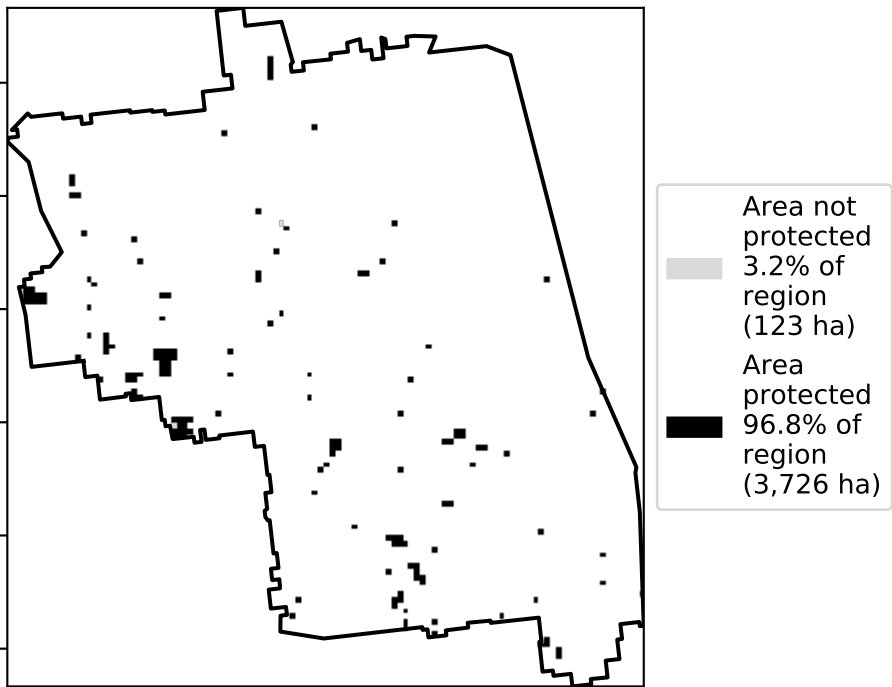 Area not
protected
3.2% of
region
(123 ha)
Area
protected
96.8% of
region
(3,726 ha)